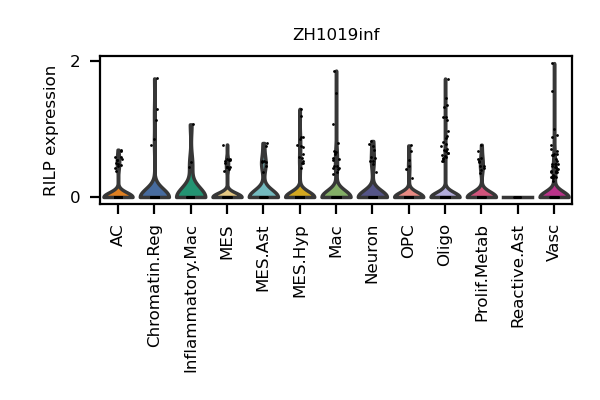 ZH1019inf
RILP expression
2
0
AC
Chromatin.Reg
Inflammatory.Mac
MES
MES.Ast
MES.Hyp
Mac
Neuron
OPC
Oligo
Prolif.Metab
Reactive.Ast
Vasc